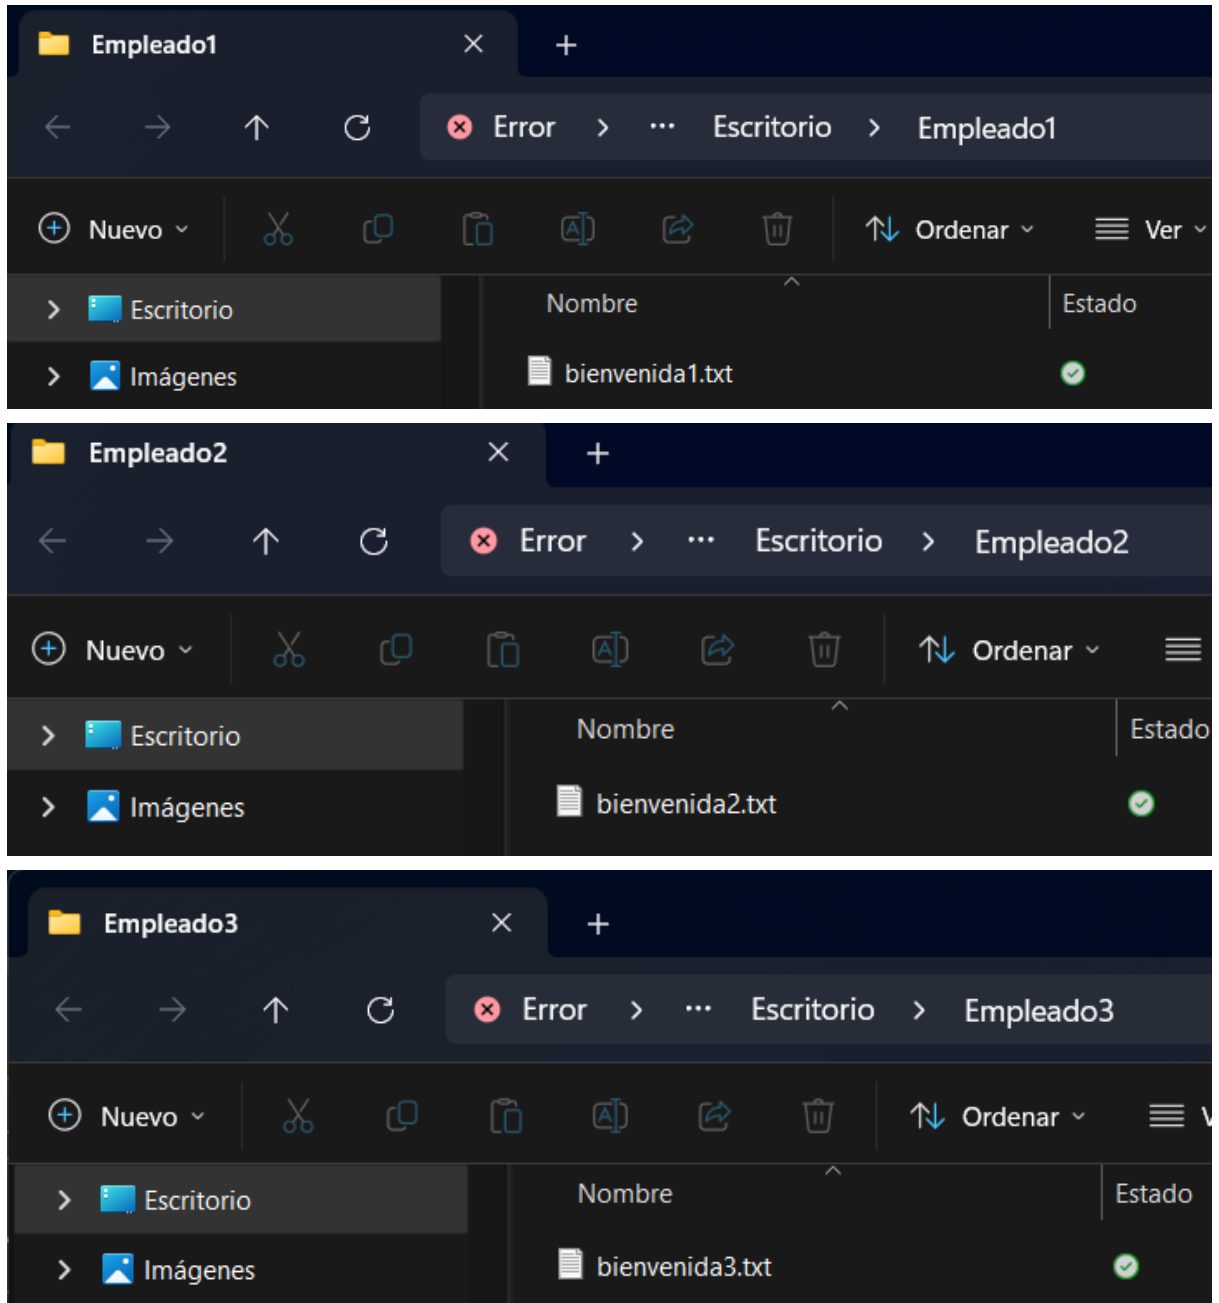 Empleado1
Error > ... Escritorio > Empleado1
Nuevo Ordenar Ver
Escritorio Nombre Estado
Imágenes bienvenida1.txt
Empleado2
Error > ... Escritorio > Empleado2
Nuevo Ordenar
Escritorio Nombre Estado
Imágenes bienvenida2.txt
Empleado3
Error > ... Escritorio > Empleado3
Nuevo Ordenar
Escritorio Nombre Estado
Imágenes bienvenida3.txt